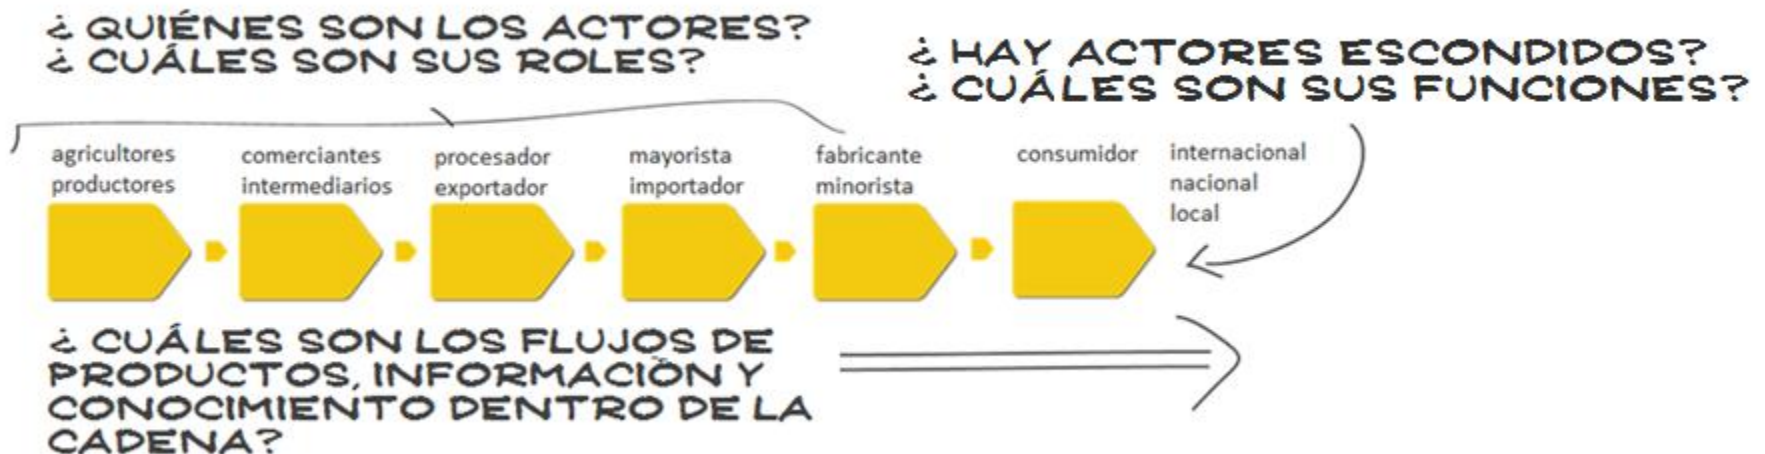 ¿ QUIÉNES SON LOS ACTORES?
¿ CUÁLES SON SUS ROLES?
¿ HAY ACTORES ESCONDIDOS?
¿ CUÁLES SON SUS FUNCIONES?
agricultores
productores
comerciantes
intermediarios
procesador
exportador
mayorista
importador
fabricante
minorista
consumidor
internacional
nacional
local
¿ CUÁLES SON LOS FLUJOS DE
PRODUCTOS, INFORMACIÓN Y
CONOCIMIENTO DENTRO DE LA
CADENA?